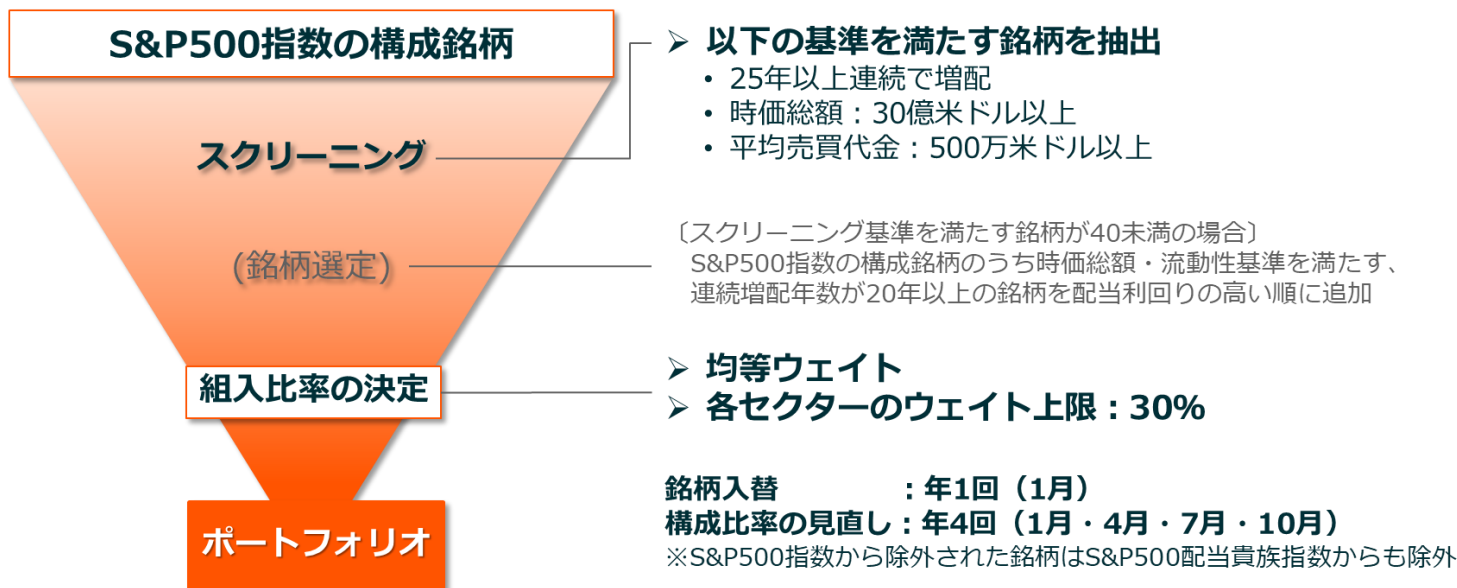 S&P500指数の構成銘柄
スクリーニング
➢ 以下の基準を満たす銘柄を抽出
• 25年以上連続で増配
• 時価総額：30億米ドル以上
• 平均売買代金：500万米ドル以上
(銘柄選定)
〔スクリーニング基準を満たす銘柄が40未満の場合〕
S&P500指数の構成銘柄のうち時価総額・流動性基準を満たす、
連続増配年数が20年以上の銘柄を配当利回りの高い順に追加
組入比率の決定
➢ 均等ウェイト
➢ 各セクターのウェイト上限：30%
ポートフォリオ
銘柄入替　　　　：年1回（1月）
構成比率の見直し：年4回（1月・4月・7月・10月）
※S&P500指数から除外された銘柄はS&P500配当貴族指数からも除外